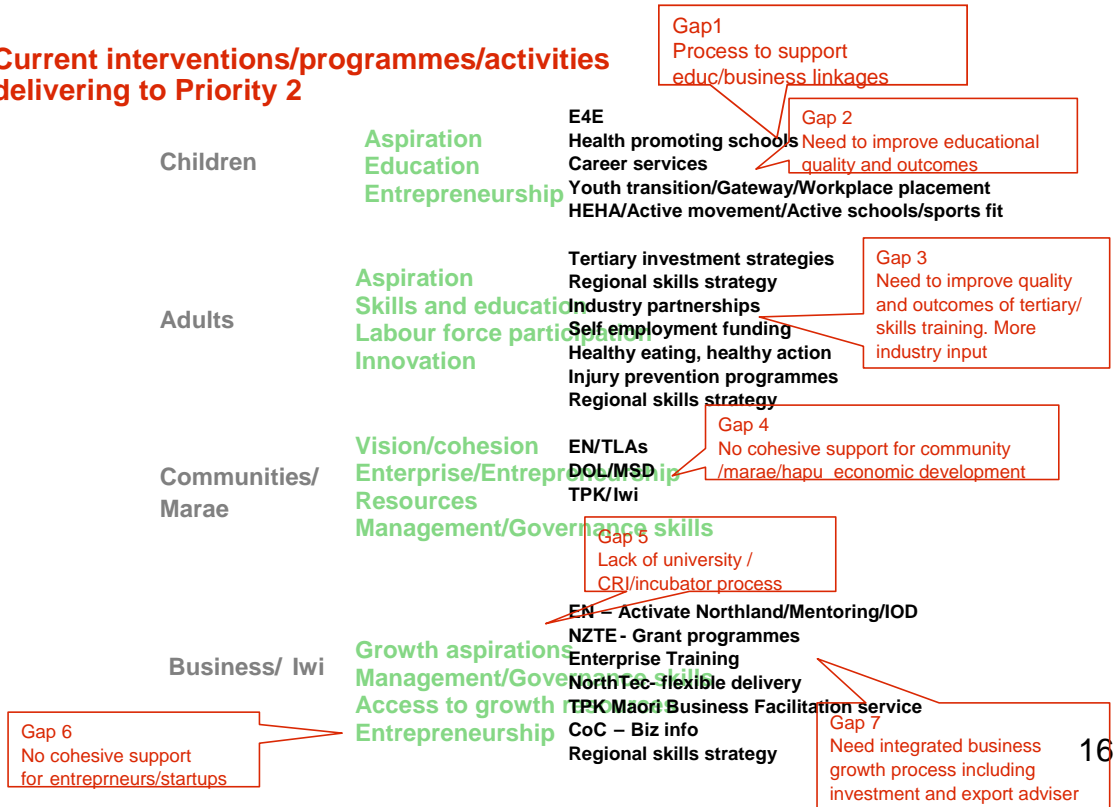 Current interventions/programmes/activities
delivering to Priority 2
Gap1
Process to support
educ/business linkages
Gap 2
Need to improve educational
quality and outcomes
Children
Aspiration
Education
Entrepreneurship
E4E
Health promoting schools
Career services
Youth transition/Gateway/Workplace placement
HEHA/Active movement/Active schools/sports fit
Adults
Aspiration
Skills and education
Labour force participation
Innovation
Tertiary investment strategies
Regional skills strategy
Industry partnerships
Self employment funding
Healthy eating, healthy action
Injury prevention programmes
Regional skills strategy
Gap 3
Need to improve quality
and outcomes of tertiary/
skills training. More
industry input
Gap 4
No cohesive support for community
/marae/hapu economic development
Communities/
Marae
Vision/cohesion
Enterprise/Entrepreneurship
Resources
Management/Governance skills
EN/TLAs
DOL/MSD
TPK/Iwi
Gap 5
Lack of university /
CRI/incubator process
Business/ Iwi
Growth aspirations
Management/Governance skills
Access to growth resources
Entrepreneurship
EN – Activate Northland/Mentoring/IOD
NZTE - Grant programmes
Enterprise Training
NorthTec- flexible delivery
TPK Maori Business Facilitation service
CoC – Biz info
Regional skills strategy
Gap 6
No cohesive support
for entreprneurs/startups
Gap 7
Need integrated business
growth process including
investment and export adviser
16